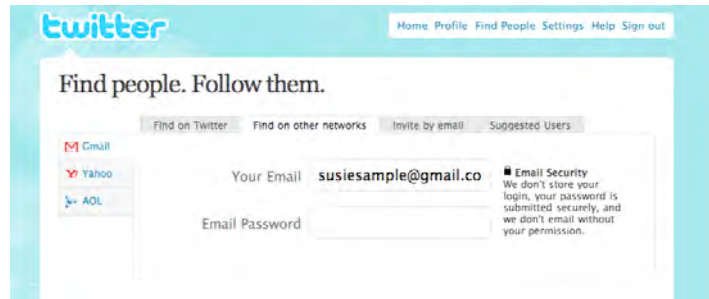 twitter
Home Profile Find People Settings Help Sign out
Find people. Follow them.
Find on Twitter Find on other networks Invite by email Suggested Users
Gmail
Yahoo
AOL
Your Email susiesample@gmail.co
Email Password
Email Security
We don't store your
login, your password is
submitted securely, and
we don't email without
your permission.